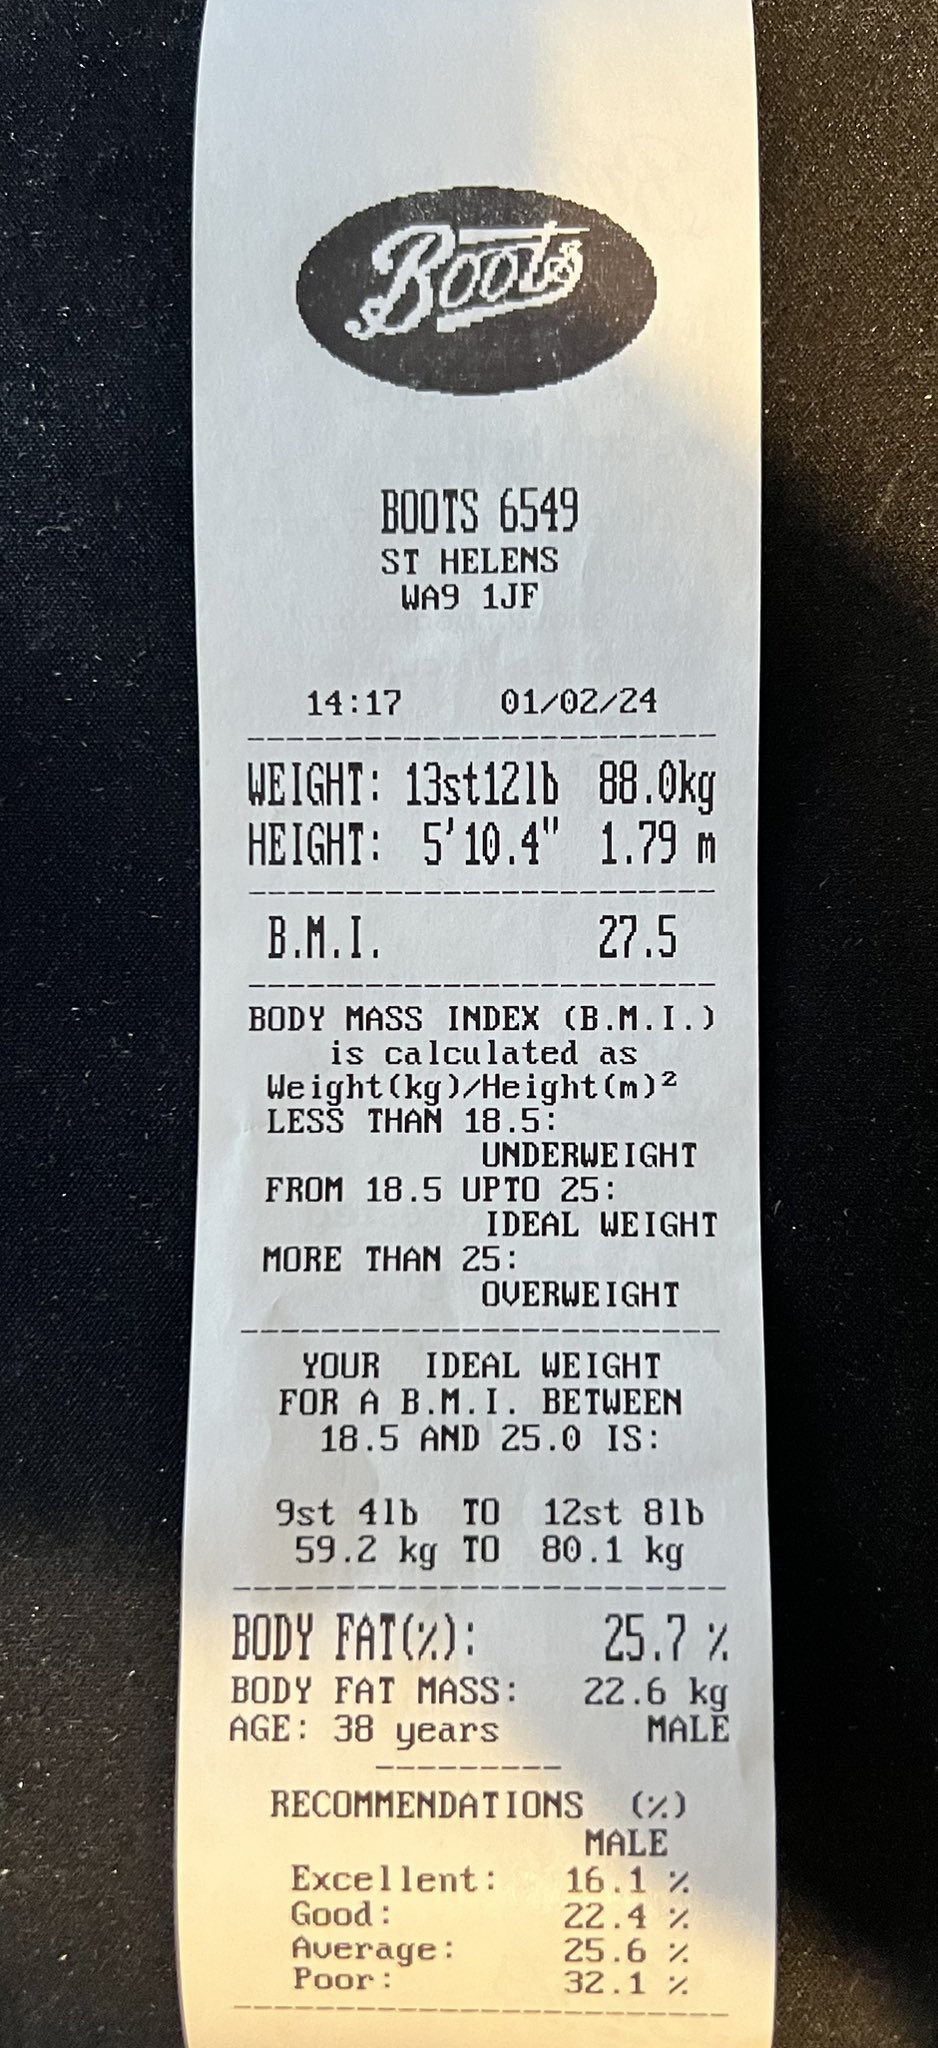 Boots
BOOTS 6549
ST HELENS
WA9 1JF
14:17 01/02/24
WEIGHT: 13st12lb 88.0kg
HEIGHT: 5'10.4" 1.79 m
B.M.I. 27.5
BODY MASS INDEX (B.M.I.)
is calculated as
Weight(kg)/Height(m)²
LESS THAN 18.5:
UNDERWEIGHT
FROM 18.5 UPTO 25:
IDEAL WEIGHT
MORE THAN 25:
OVERWEIGHT
YOUR IDEAL WEIGHT
FOR A B.M.I. BETWEEN
18.5 AND 25.0 IS:
9st 4lb TO 12st 8lb
59.2 kg TO 80.1 kg
BODY FAT(%): 25.7 %
BODY FAT MASS: 22.6 kg
AGE: 38 years MALE
RECOMMENDATIONS (%)
MALE
Excellent: 16.1 %
Good: 22.4 %
Average: 25.6 %
Poor: 32.1 %